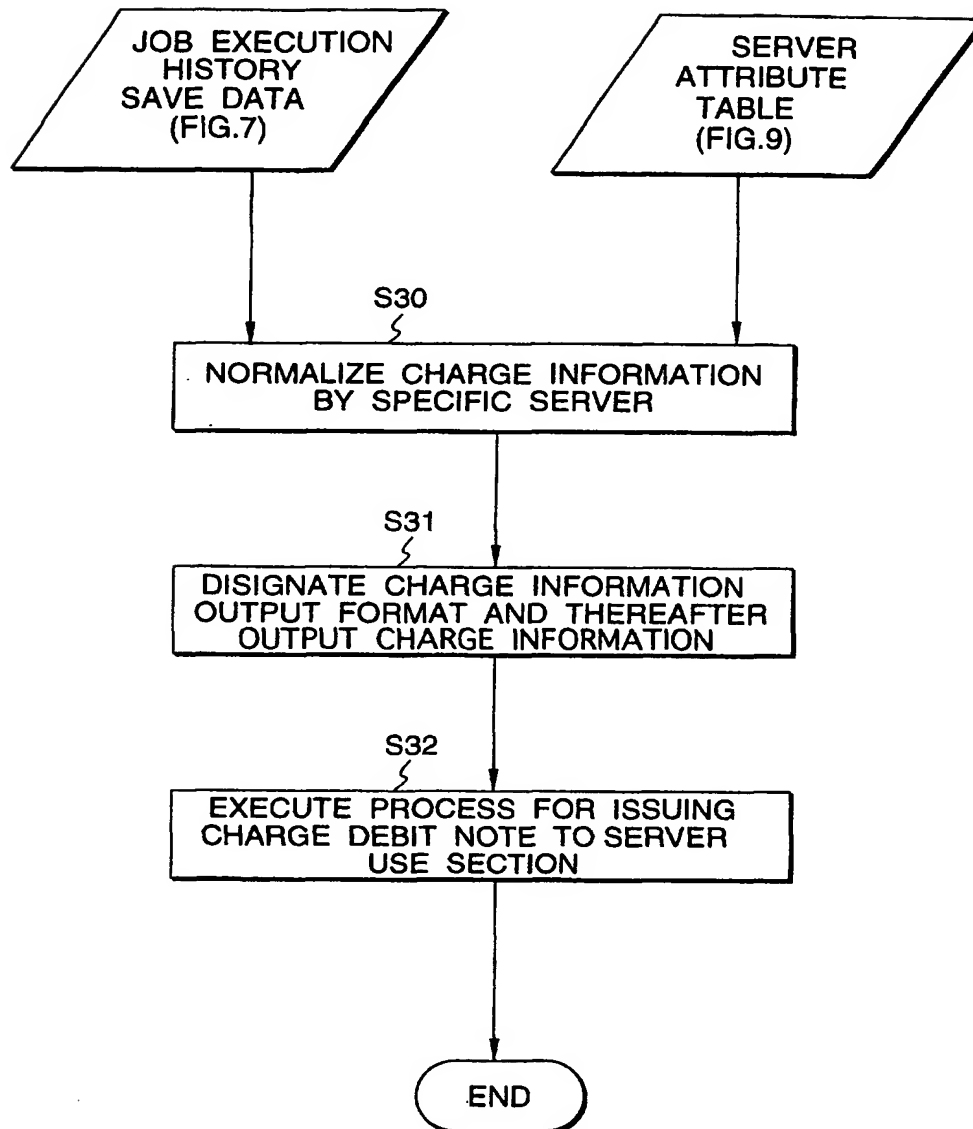 JOB EXECUTION
HISTORY
SAVE DATA
(FIG.7)
SERVER
ATTRIBUTE
TABLE
(FIG.9)
S30
NORMALIZE CHARGE INFORMATION
BY SPECIFIC SERVER
S31
DISIGNATE CHARGE INFORMATION
OUTPUT FORMAT AND THEREAFTER
OUTPUT CHARGE INFORMATION
S32
EXECUTE PROCESS FOR ISSUING
CHARGE DEBIT NOTE TO SERVER
USE SECTION
END